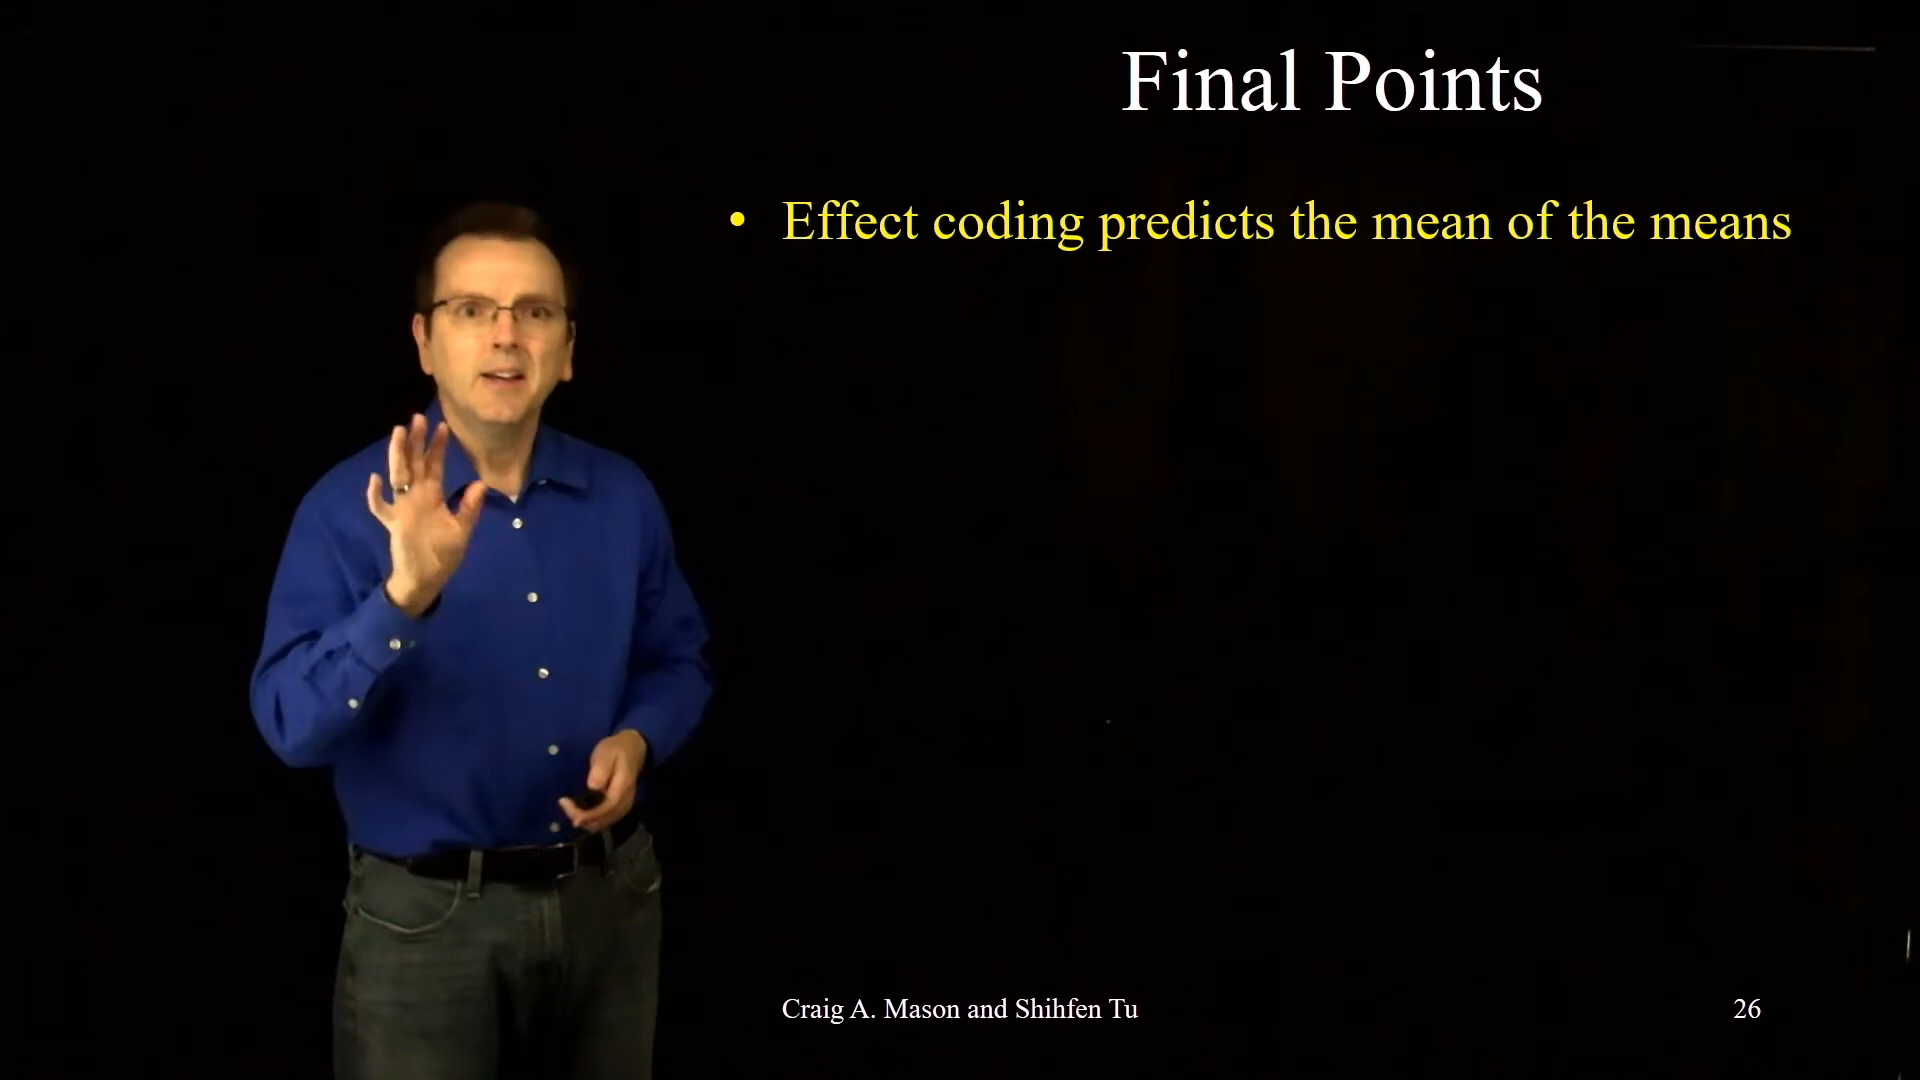 Final Points
• Effect coding predicts the mean of the means
Craig A. Mason and Shihfen Tu
26